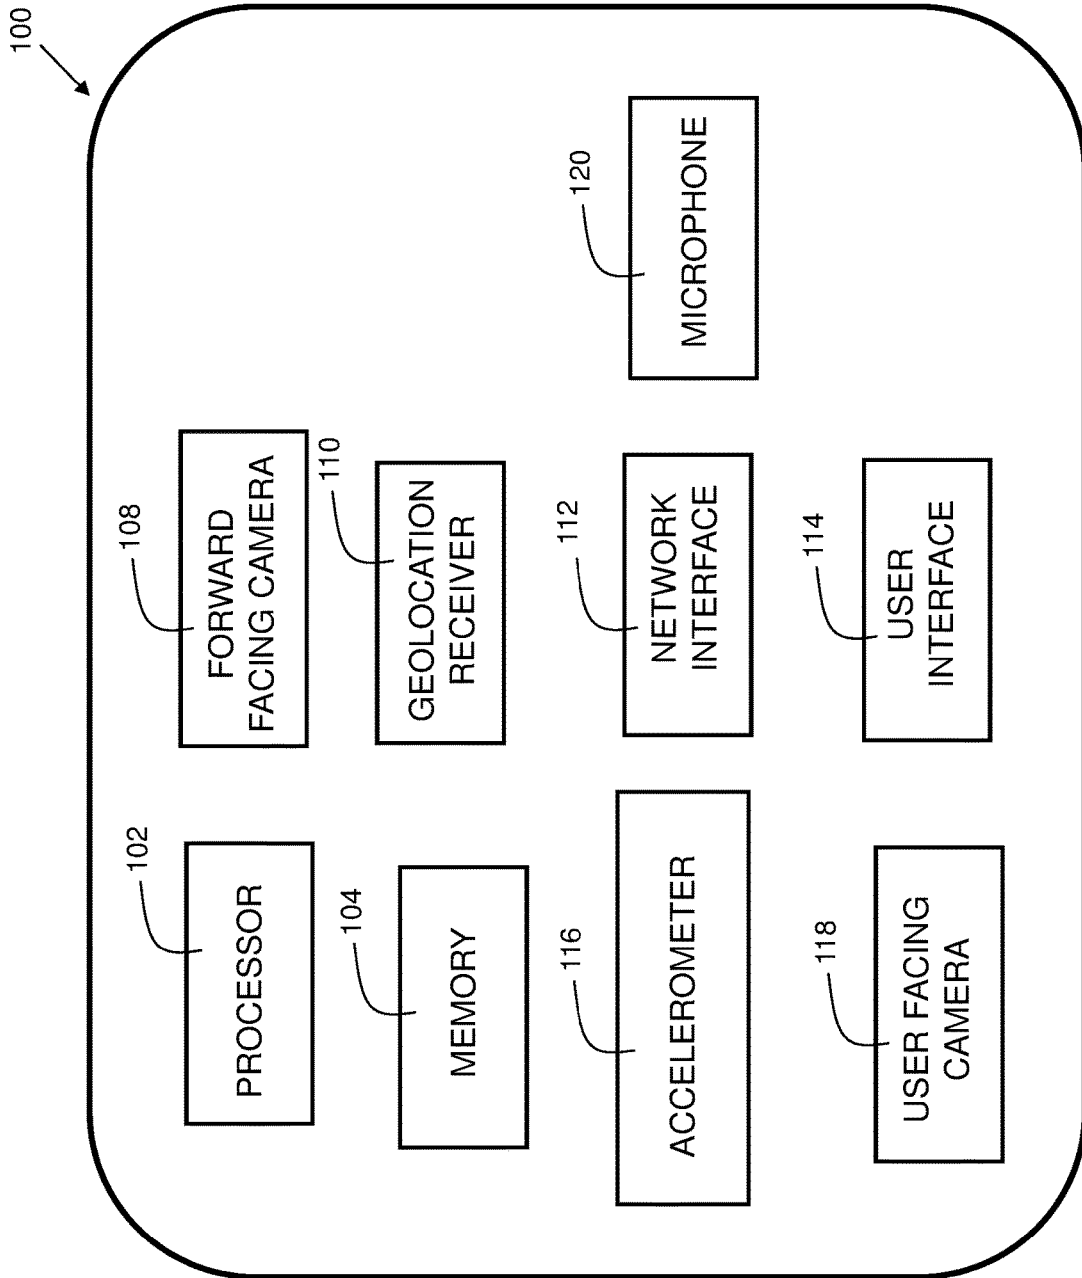 100
102
PROCESSOR
104
MEMORY
116
ACCELEROMETER
118
USER FACING
CAMERA
108
FORWARD
FACING CAMERA
110
GEOLOCATION
RECEIVER
112
NETWORK
INTERFACE
114
USER
INTERFACE
120
MICROPHONE